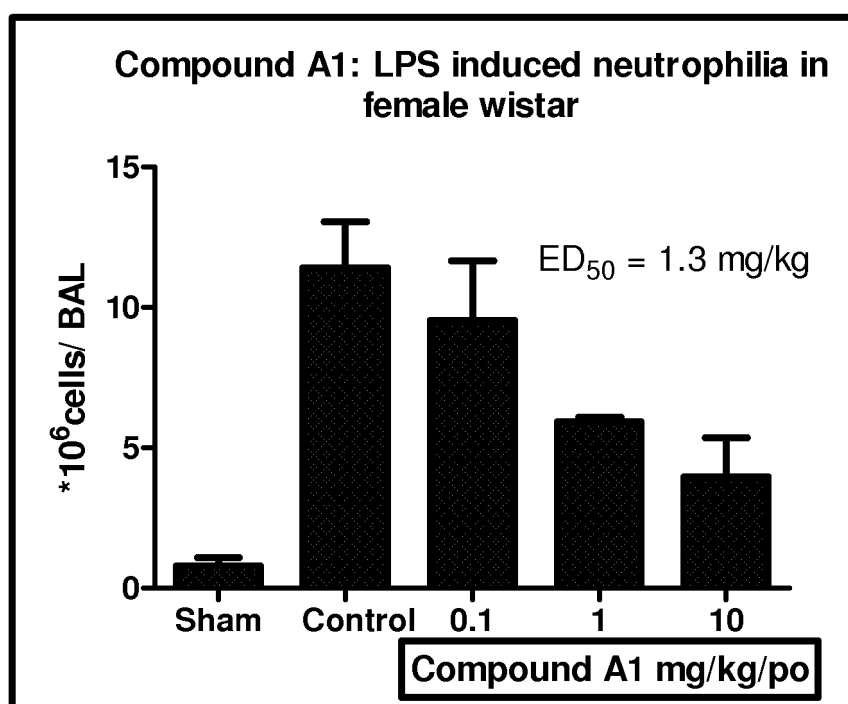 Compound A1: LPS induced neutrophilia in
female wistar
15
10
5
0
*10⁶cells/ BAL
ED₅₀ = 1.3 mg/kg
Sham Control 0.1 1 10
Compound A1 mg/kg/po